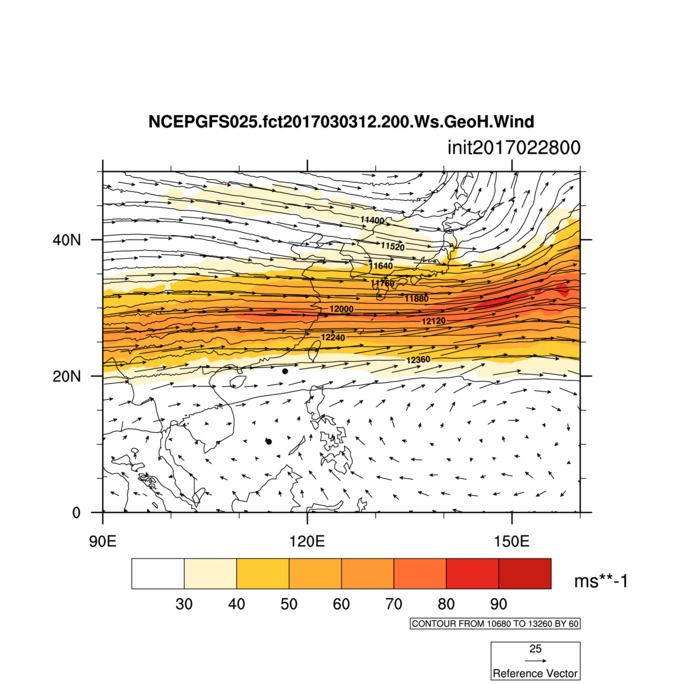 NCEPGFS025.fct2017030312.200.Ws.GeoH.Wind
init2017022800
11400
40N
11520
11640
11760
11880
12000
12120
12240
12360
20N
0
90E 120E 150E
ms**-1
30 40 50 60 70 80 90
CONTOUR FROM 10680 TO 13260 BY 60
25
Reference Vector